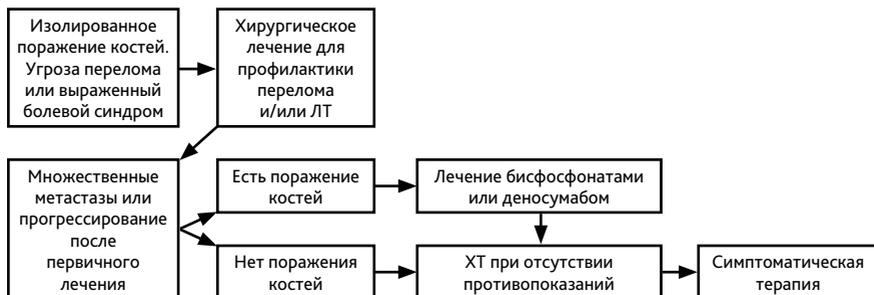 Изолированное
поражение костей.
Угроза перелома
или выраженный
болевой синдром
Хирургическое
лечение для
профилактики
перелома
и/или ЛТ
Множественные
метастазы или
прогрессирование
после
первичного
лечения
Есть поражение
костей
Лечение бисфосфонатами
или деносумабом
Нет поражения
костей
ХТ при отсутствии
противопоказаний
Симптоматическая
терапия